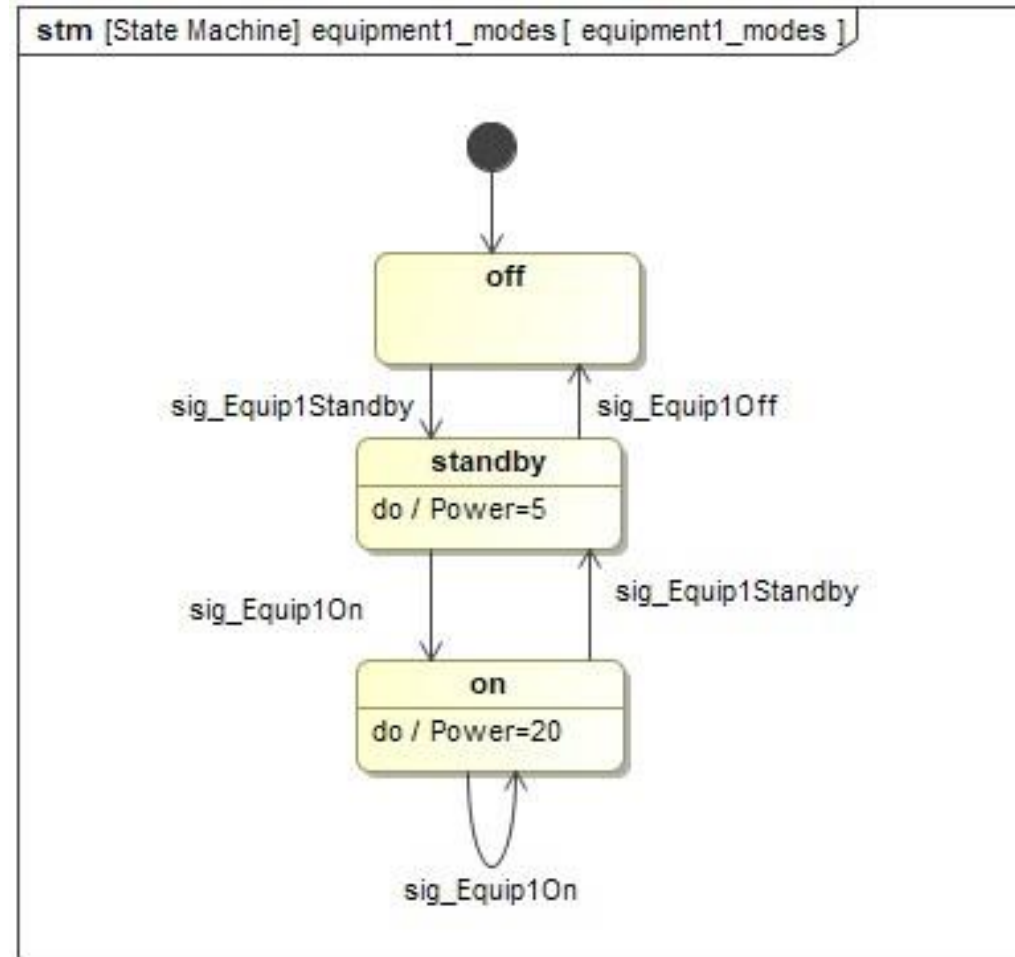 stm [State Machine] equipment1_modes [ equipment1_modes ]
off
sig_Equip1Standby
sig_Equip1Off
standby
do / Power=5
sig_Equip1Standby
sig_Equip1On
on
do / Power=20
sig_Equip1On